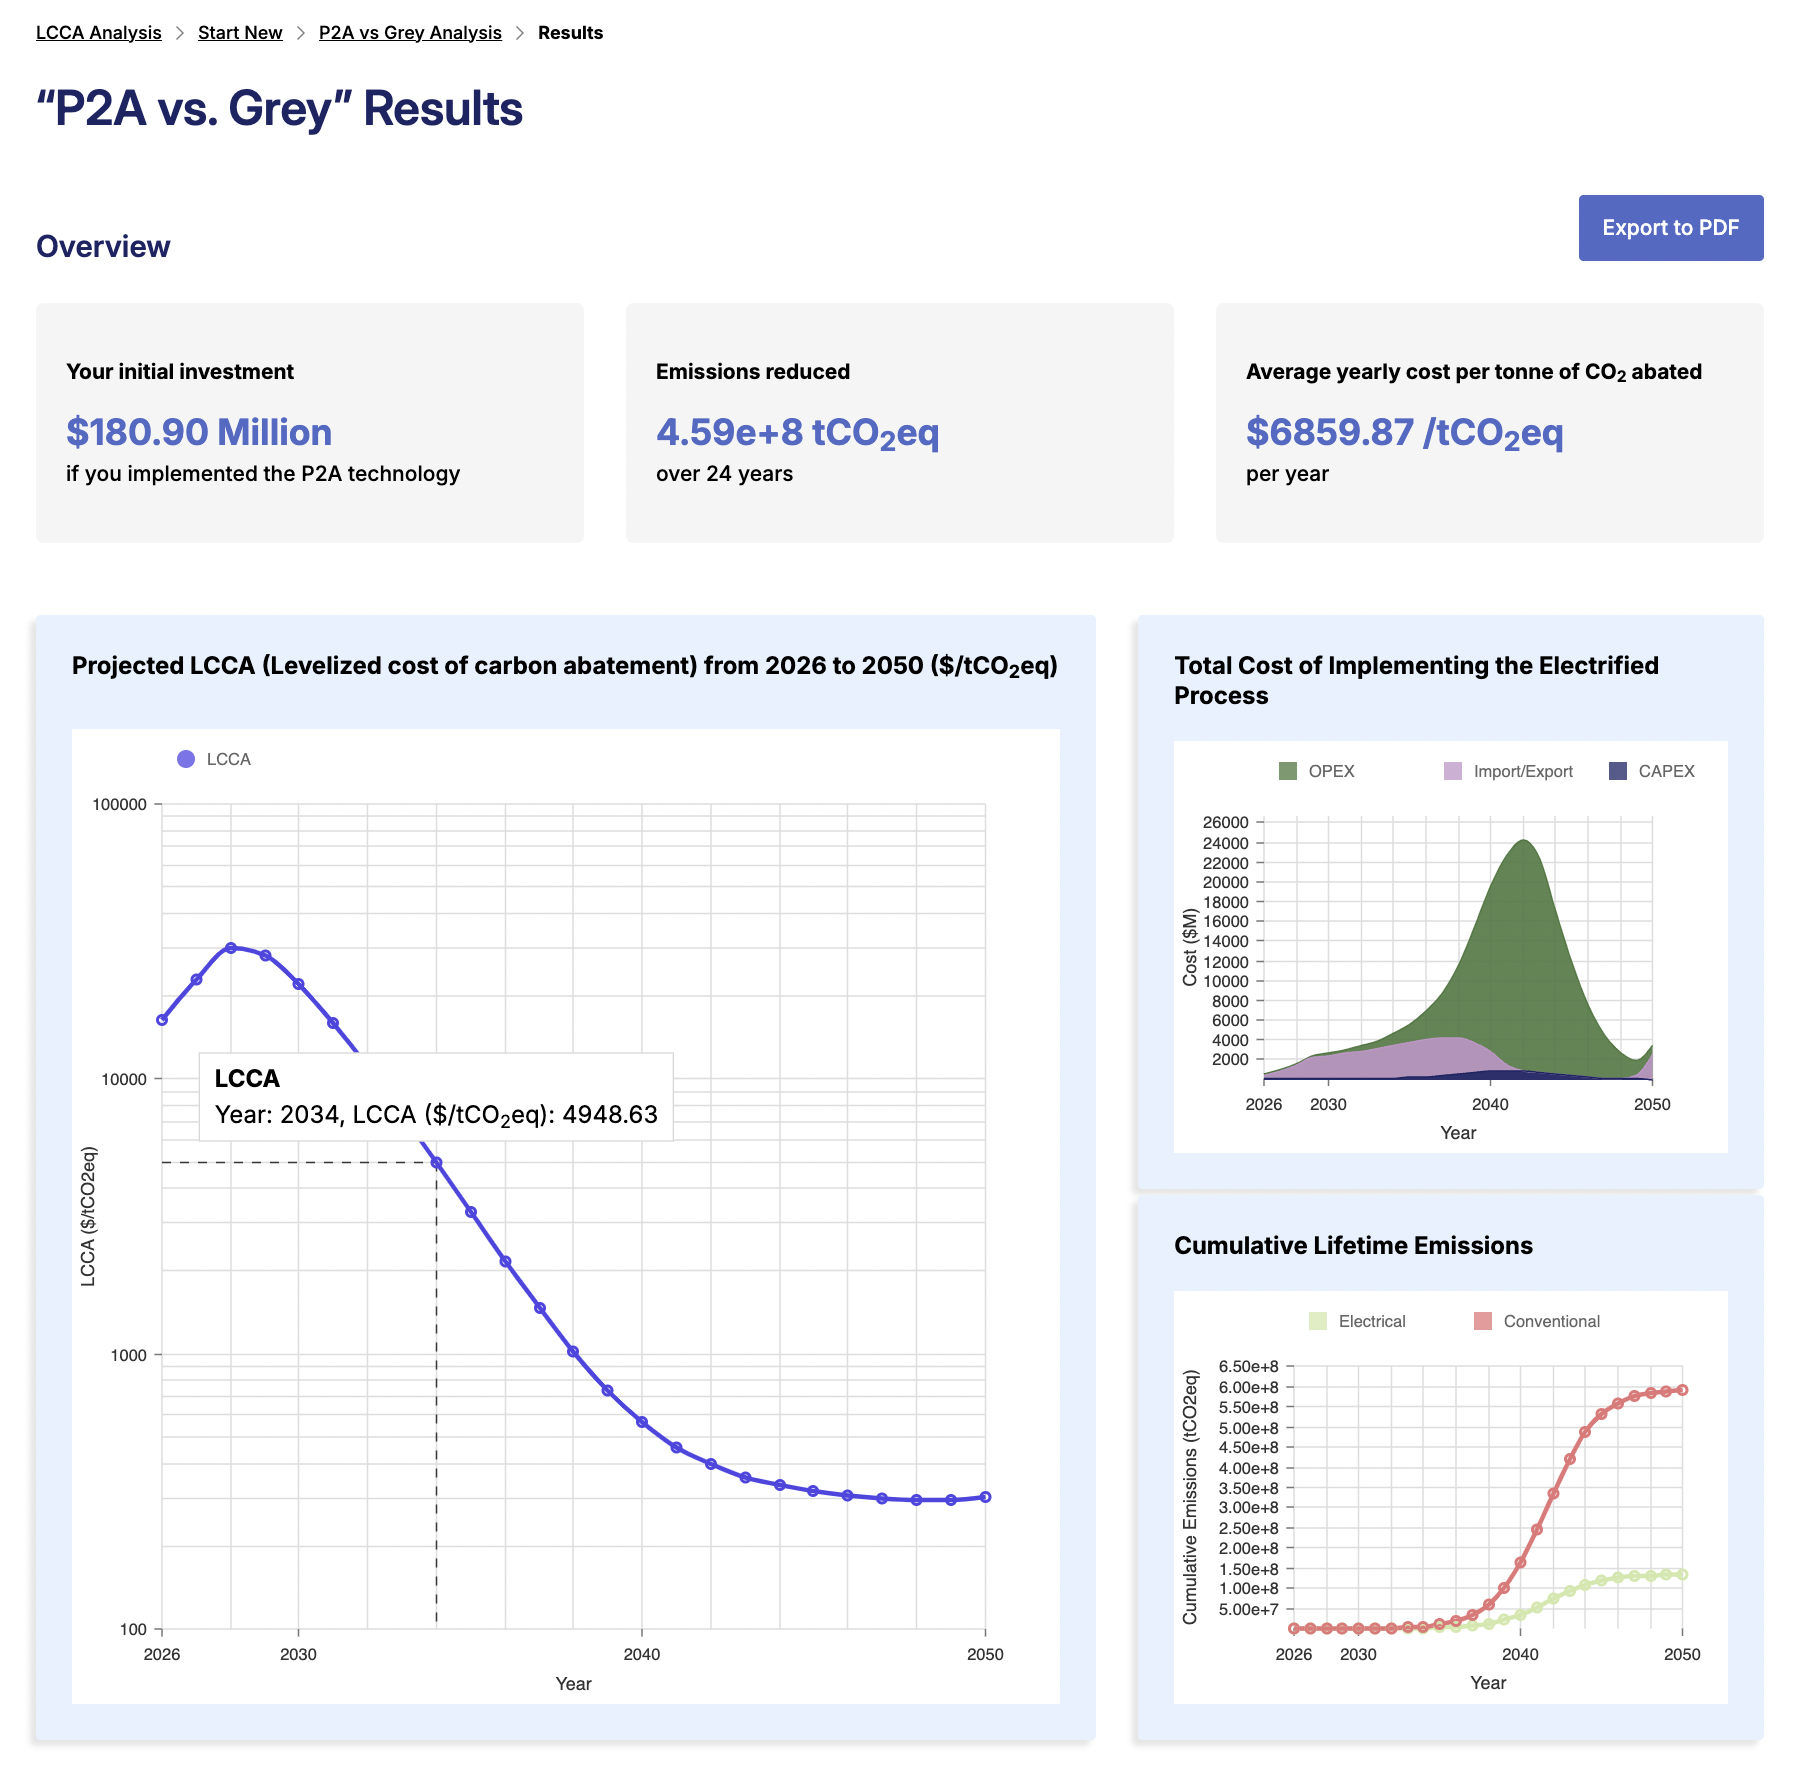 LCCA Analysis > Start New > P2A vs Grey Analysis > Results
“P2A vs. Grey” Results
Export to PDF
Overview
Your initial investment
$180.90 Million
if you implemented the P2A technology
Emissions reduced
4.59e+8 tCO₂eq
over 24 years
Average yearly cost per tonne of CO₂ abated
$6859.87 /tCO₂eq
per year
Projected LCCA (Levelized cost of carbon abatement) from 2026 to 2050 ($/tCO₂eq)
LCCA
100000
10000
1000
100
LCCA ($/tCO2eq)
LCCA
Year: 2034, LCCA ($/tCO₂eq): 4948.63
2026 2030 2040 2050
Year
Total Cost of Implementing the Electrified
Process
OPEX Import/Export CAPEX
26000
24000
22000
20000
18000
16000
14000
12000
10000
8000
6000
4000
2000
Cost ($M)
2026 2030 2040 2050
Year
Cumulative Lifetime Emissions
Electrical Conventional
6.50e+8
6.00e+8
5.50e+8
5.00e+8
4.50e+8
4.00e+8
3.50e+8
3.00e+8
2.50e+8
2.00e+8
1.50e+8
1.00e+8
5.00e+7
Cumulative Emissions (tCO2eq)
2026 2030 2040 2050
Year